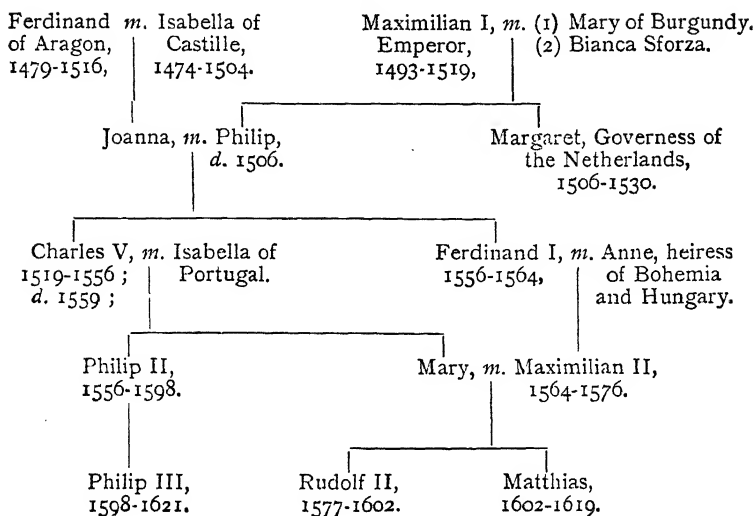 Ferdinand m. Isabella of
of Aragon, Castille,
1479-1516, 1474-1504.
Maximilian I, m. (1) Mary of Burgundy.
Emperor, (2) Bianca Sforza.
1493-1519,
Joanna, m. Philip,
d. 1506.
Margaret, Governess of
the Netherlands,
1506-1530.
Charles V, m. Isabella of
1519-1556 ; Portugal.
d. 1559 ;
Ferdinand I, m. Anne, heiress
1556-1564, of Bohemia
and Hungary.
Philip II,
1556-1598.
Mary, m. Maximilian II,
1564-1576.
Philip III,
1598-1621.
Rudolf II,
1577-1602.
Matthias,
1602-1619.